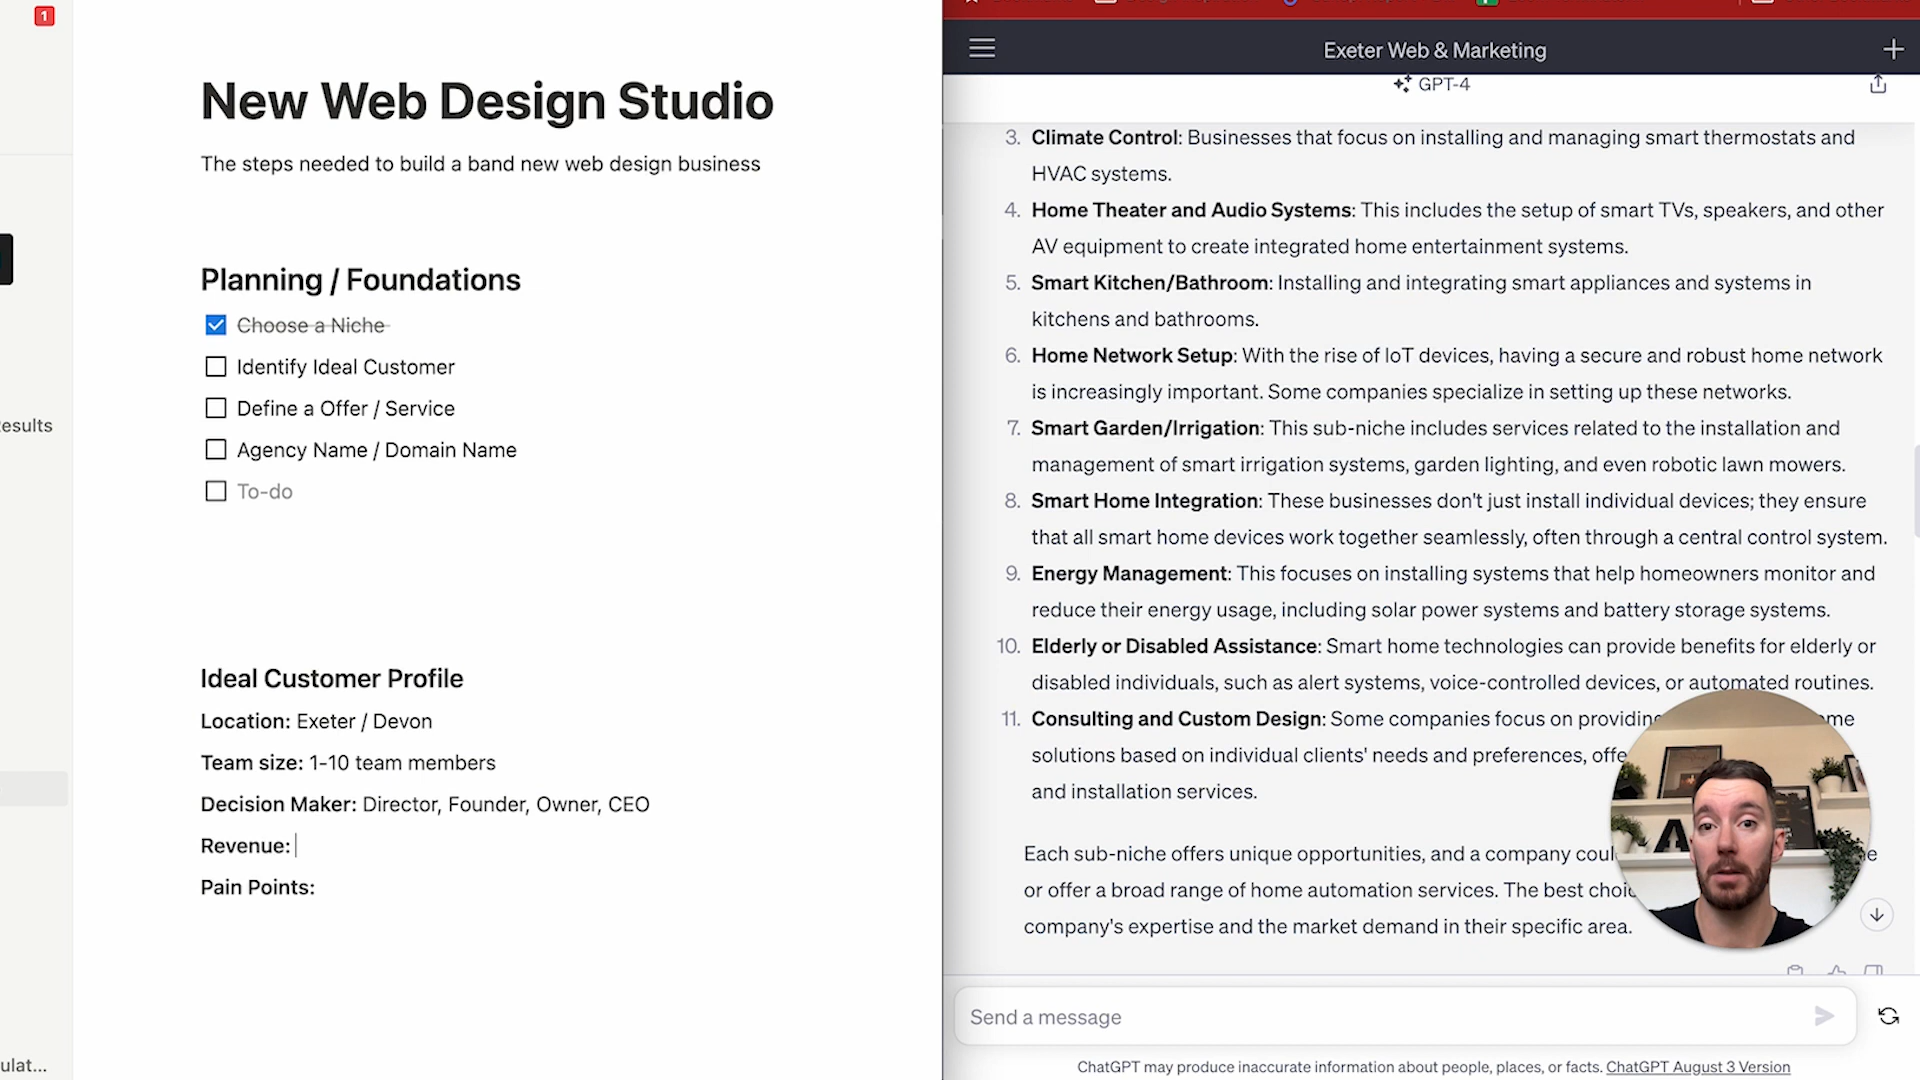 1
New Web Design Studio
The steps needed to build a band new web design business
Planning / Foundations
Choose a Niche
Identify Ideal Customer
Define a Offer / Service
Agency Name / Domain Name
To-do
Ideal Customer Profile
Location: Exeter / Devon
Team size: 1-10 team members
Decision Maker: Director, Founder, Owner, CEO
Revenue:
Pain Points:
Exeter Web & Marketing
GPT-4
3. Climate Control: Businesses that focus on installing and managing smart thermostats and
HVAC systems.
4. Home Theater and Audio Systems: This includes the setup of smart TVs, speakers, and other
AV equipment to create integrated home entertainment systems.
5. Smart Kitchen/Bathroom: Installing and integrating smart appliances and systems in
kitchens and bathrooms.
6. Home Network Setup: With the rise of IoT devices, having a secure and robust home network
is increasingly important. Some companies specialize in setting up these networks.
7. Smart Garden/Irrigation: This sub-niche includes services related to the installation and
management of smart irrigation systems, garden lighting, and even robotic lawn mowers.
8. Smart Home Integration: These businesses don't just install individual devices; they ensure
that all smart home devices work together seamlessly, often through a central control system.
9. Energy Management: This focuses on installing systems that help homeowners monitor and
reduce their energy usage, including solar power systems and battery storage systems.
10. Elderly or Disabled Assistance: Smart home technologies can provide benefits for elderly or
disabled individuals, such as alert systems, voice-controlled devices, or automated routines.
11. Consulting and Custom Design: Some companies focus on
solutions based on individual clients' needs and preferences,
and installation services.
Each sub-niche offers unique opportunities, and a company
or offer a broad range of home automation services. The best
company's expertise and the market demand in their specific area.
Send a message
ChatGPT may produce inaccurate information about people, places, or facts. ChatGPT August 3 Version